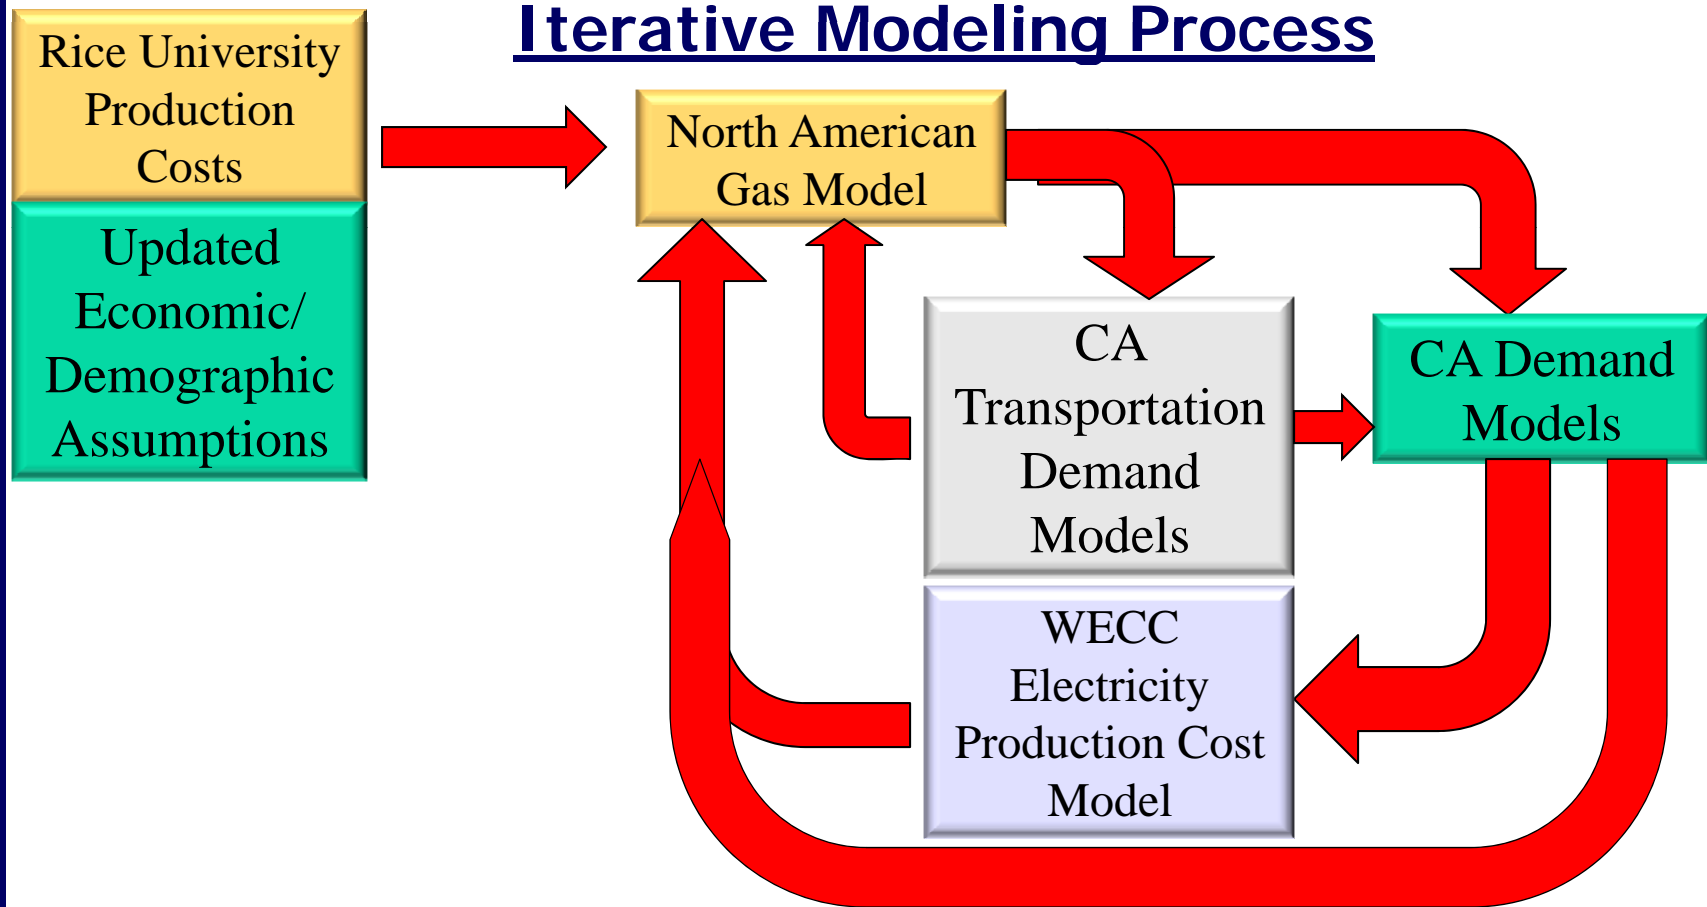 Iterative Modeling Process
Rice University
Production
Costs
Updated
Economic/
Demographic
Assumptions
North American
Gas Model
CA
Transportation
Demand
Models
CA Demand
Models
WECC
Electricity
Production Cost
Model